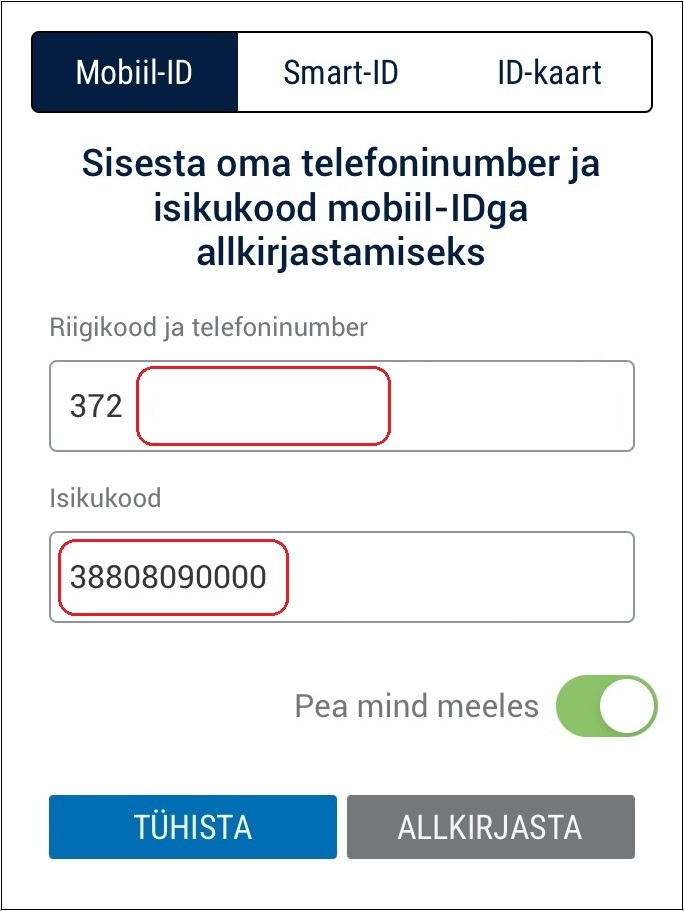 Mobiil-ID Smart-ID ID-kaart
Sisesta oma telefoninumber ja
isikukood mobiil-IDga
allkirjastamiseks
Riigikood ja telefoninumber
372
Isikukood
38808090000
Pea mind meeles
TÜHISTA ALLKIRJASTA